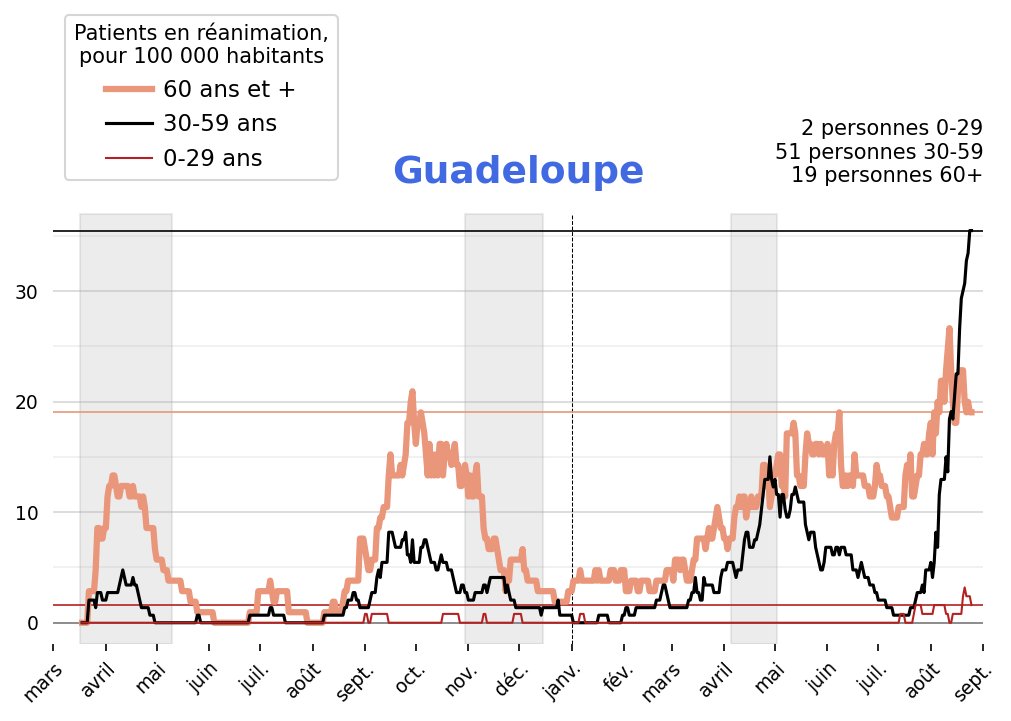 Patients en réanimation,
pour 100 000 habitants
60 ans et +
30-59 ans
0-29 ans
Guadeloupe
2 personnes 0-29
51 personnes 30-59
19 personnes 60+
30
20
10
0
mars
avril
mai
juin
juil.
août
sept.
oct.
nov.
déc.
janv.
fév.
mars
avril
mai
juin
juil.
août
sept.